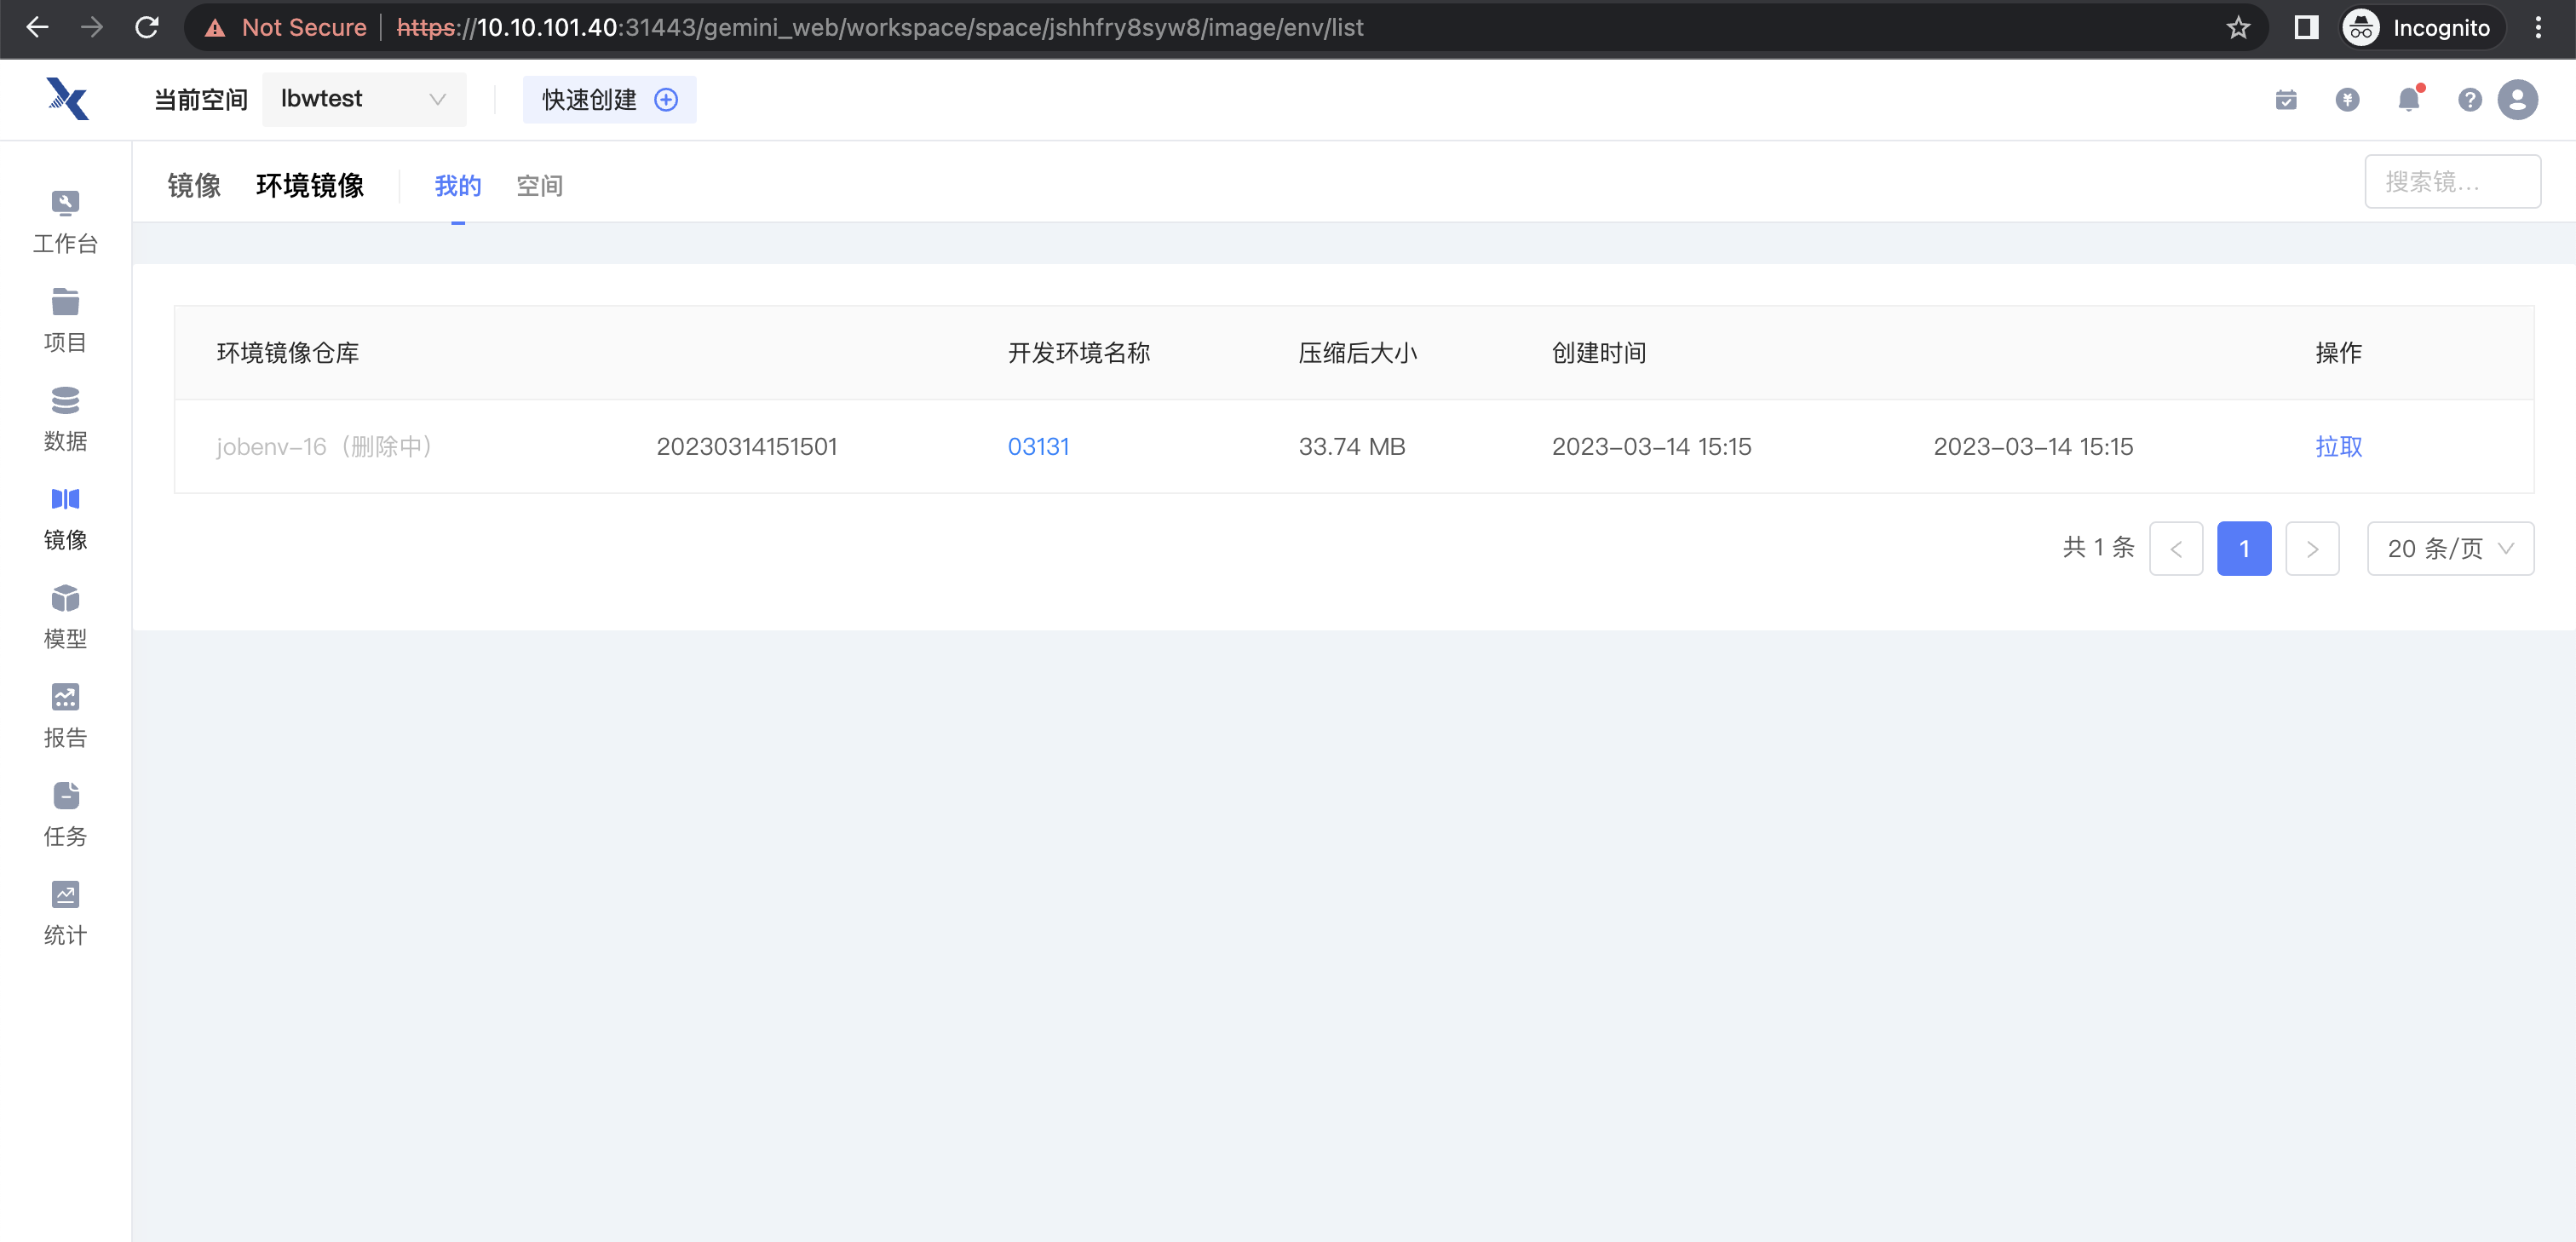 Not Secure https://10.10.101.40:31443/gemini_web/workspace/space/jshhfry8syw8/image/env/list Incognito
当前空间 lbwtest 快速创建
镜像 环境镜像 我的 空间 搜索镜...
工作台
项目
数据
镜像
模型
报告
任务
统计
环境镜像仓库 开发环境名称 压缩后大小 创建时间 操作
jobenv-16（删除中） 20230314151501 03131 33.74 MB 2023-03-14 15:15 2023-03-14 15:15 拉取
共 1 条 < 1 > 20 条/页